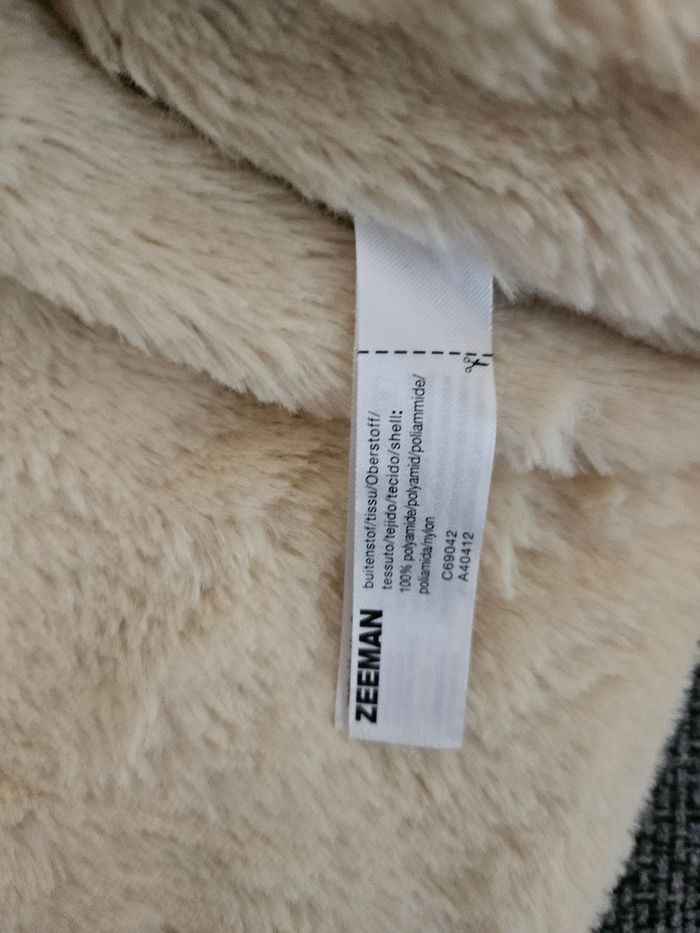 ZEEMAN
buitenstof/tissu/Oberstoff/
tessuto/tejido/tecido/shell:
100% polyamide/polyamid/poliammide/
poliamida/nylon
C69042
A40412